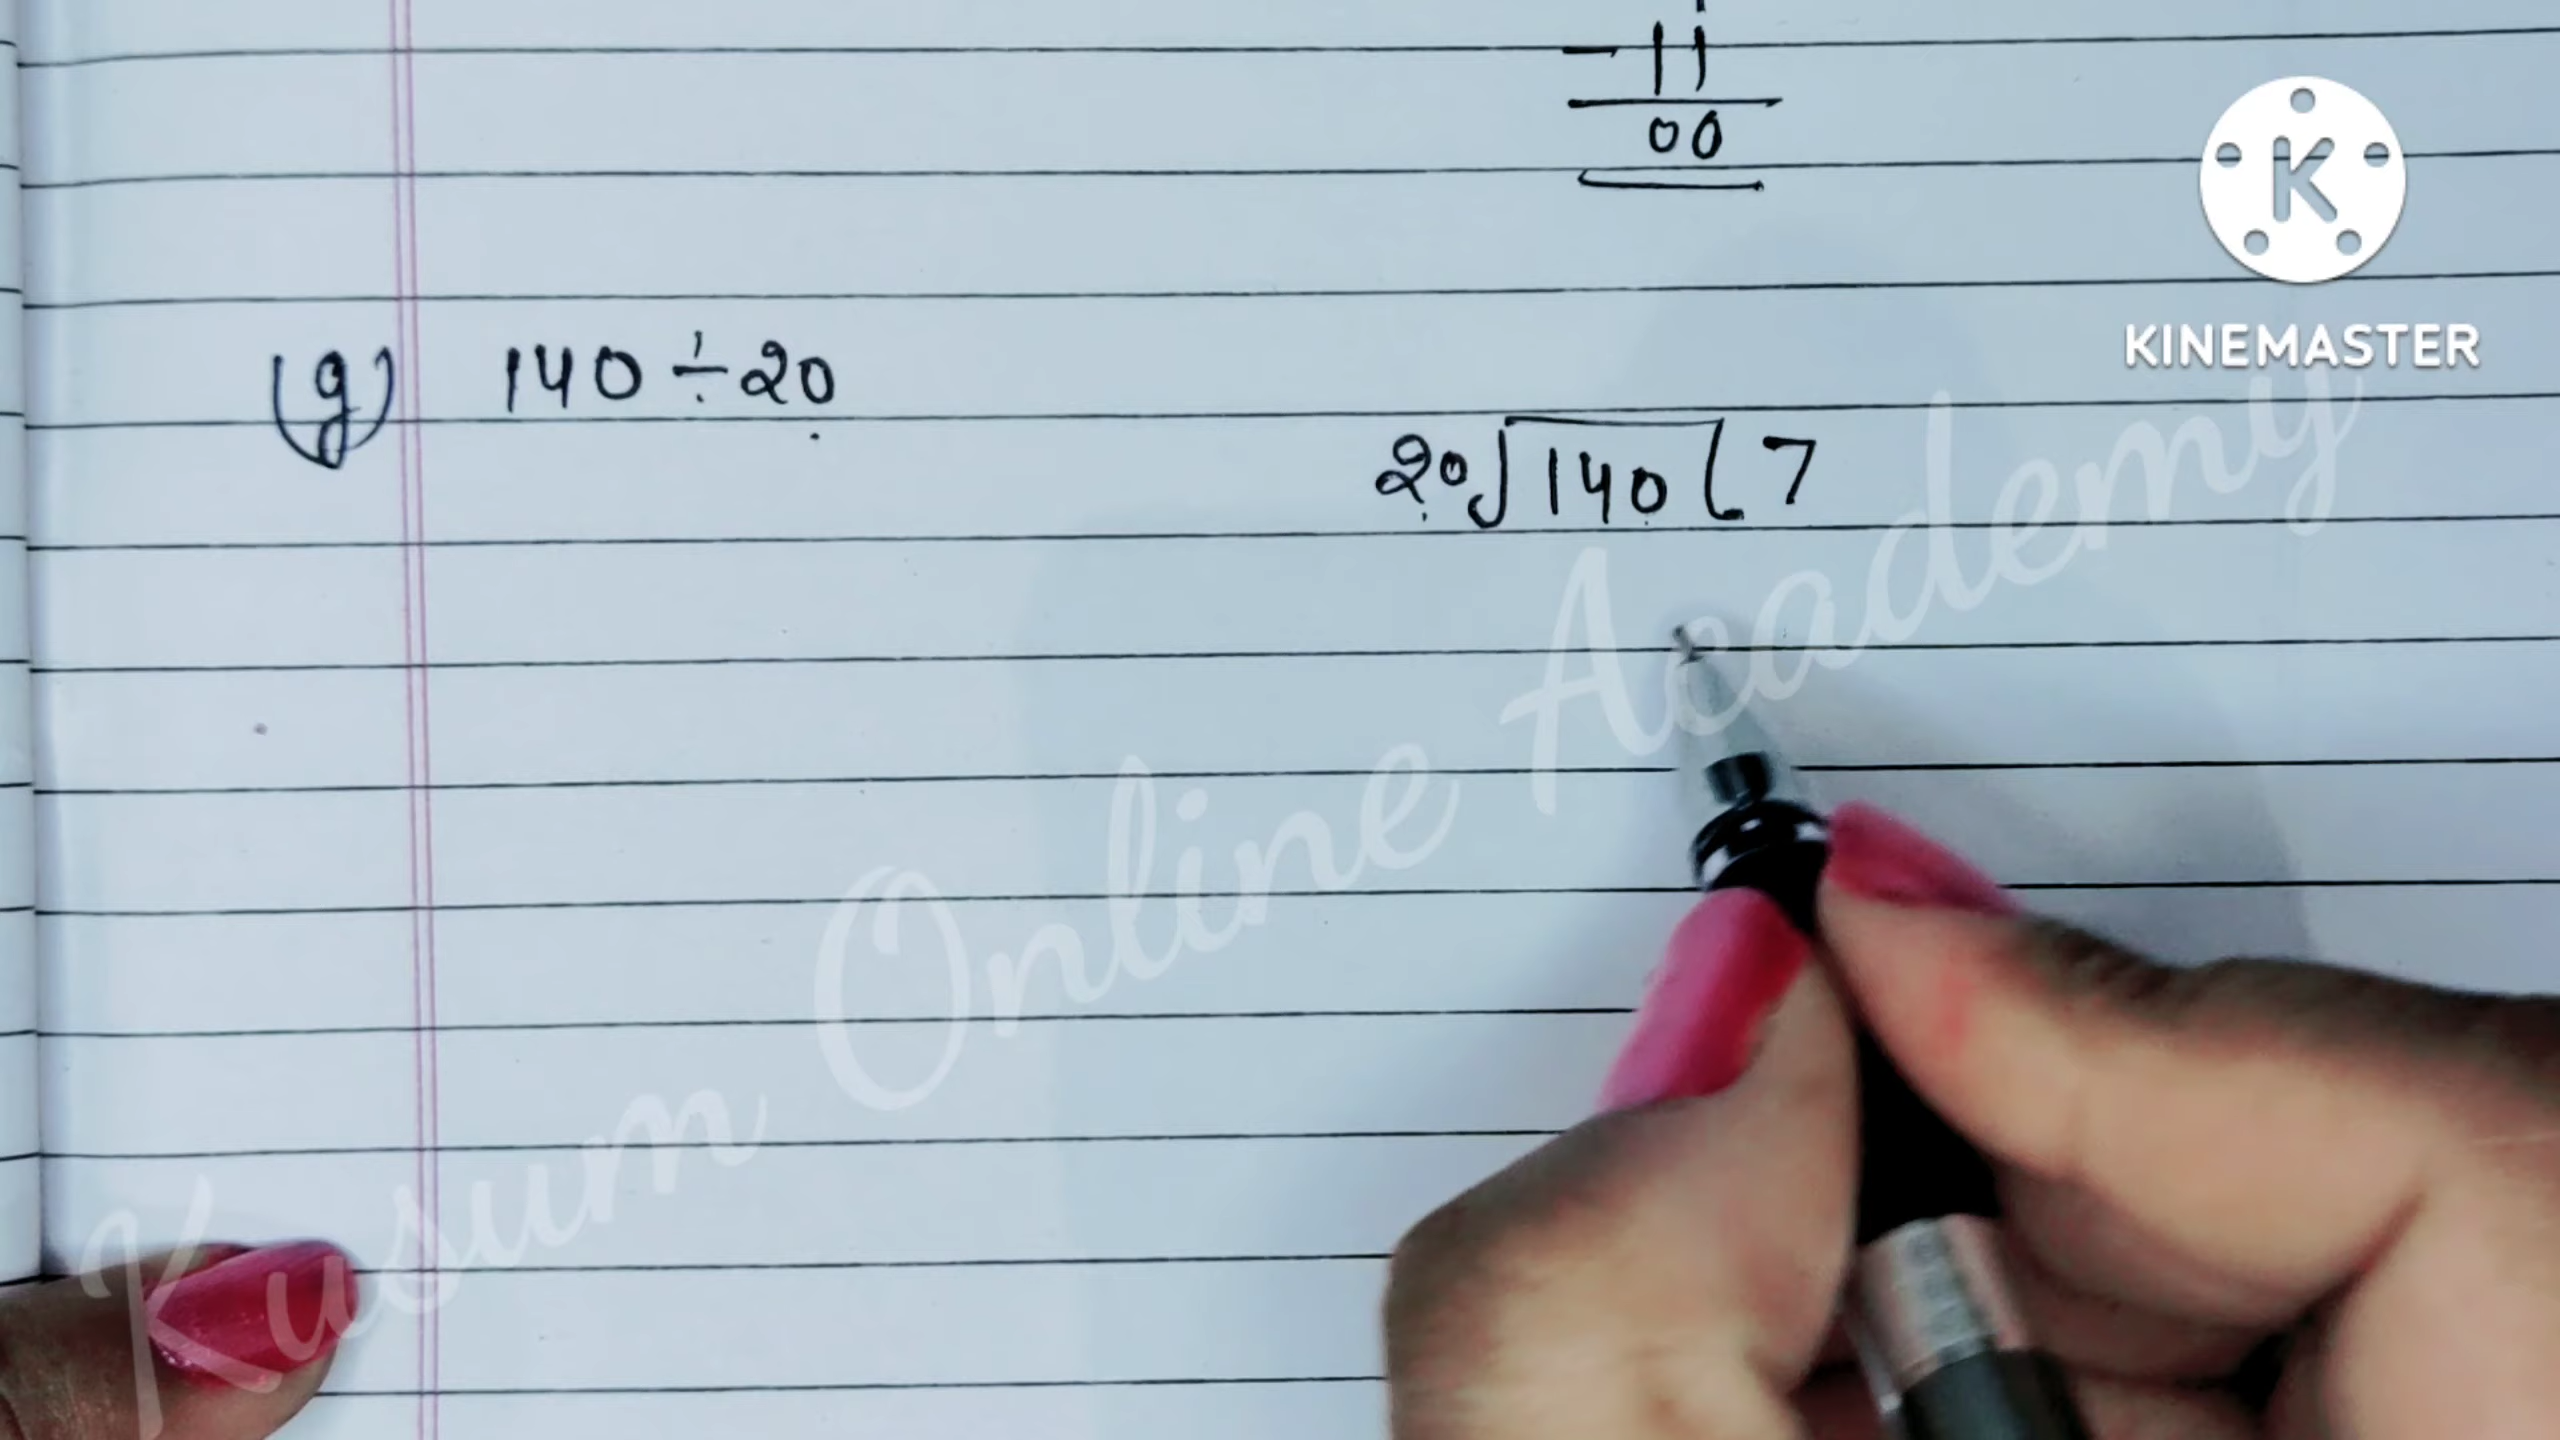 - 11
00
K
KINEMASTER
(g) 140 ÷ 20
20 140 7
Kusum Online Academy